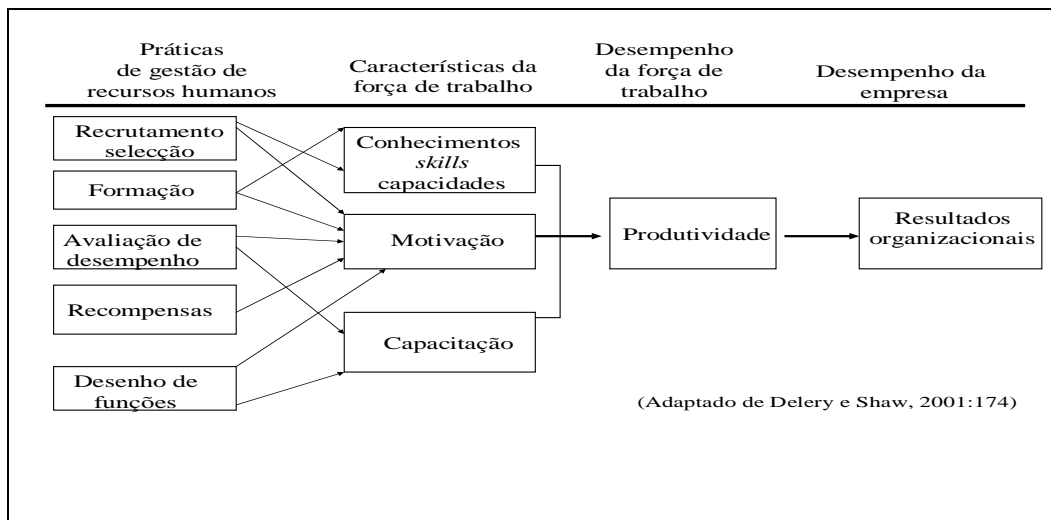 Práticas
de gestão de
recursos humanos
Características da
força de trabalho
Desempenho
da força de
trabalho
Desempenho da
empresa
Recrutamento
selecção
Formação
Avaliação de
desempenho
Recompensas
Desenho de
funções
Conhecimentos
skills
capacidades
Motivação
Capacitação
Produtividade
Resultados
organizacionais
(Adaptado de Delery e Shaw, 2001:174)